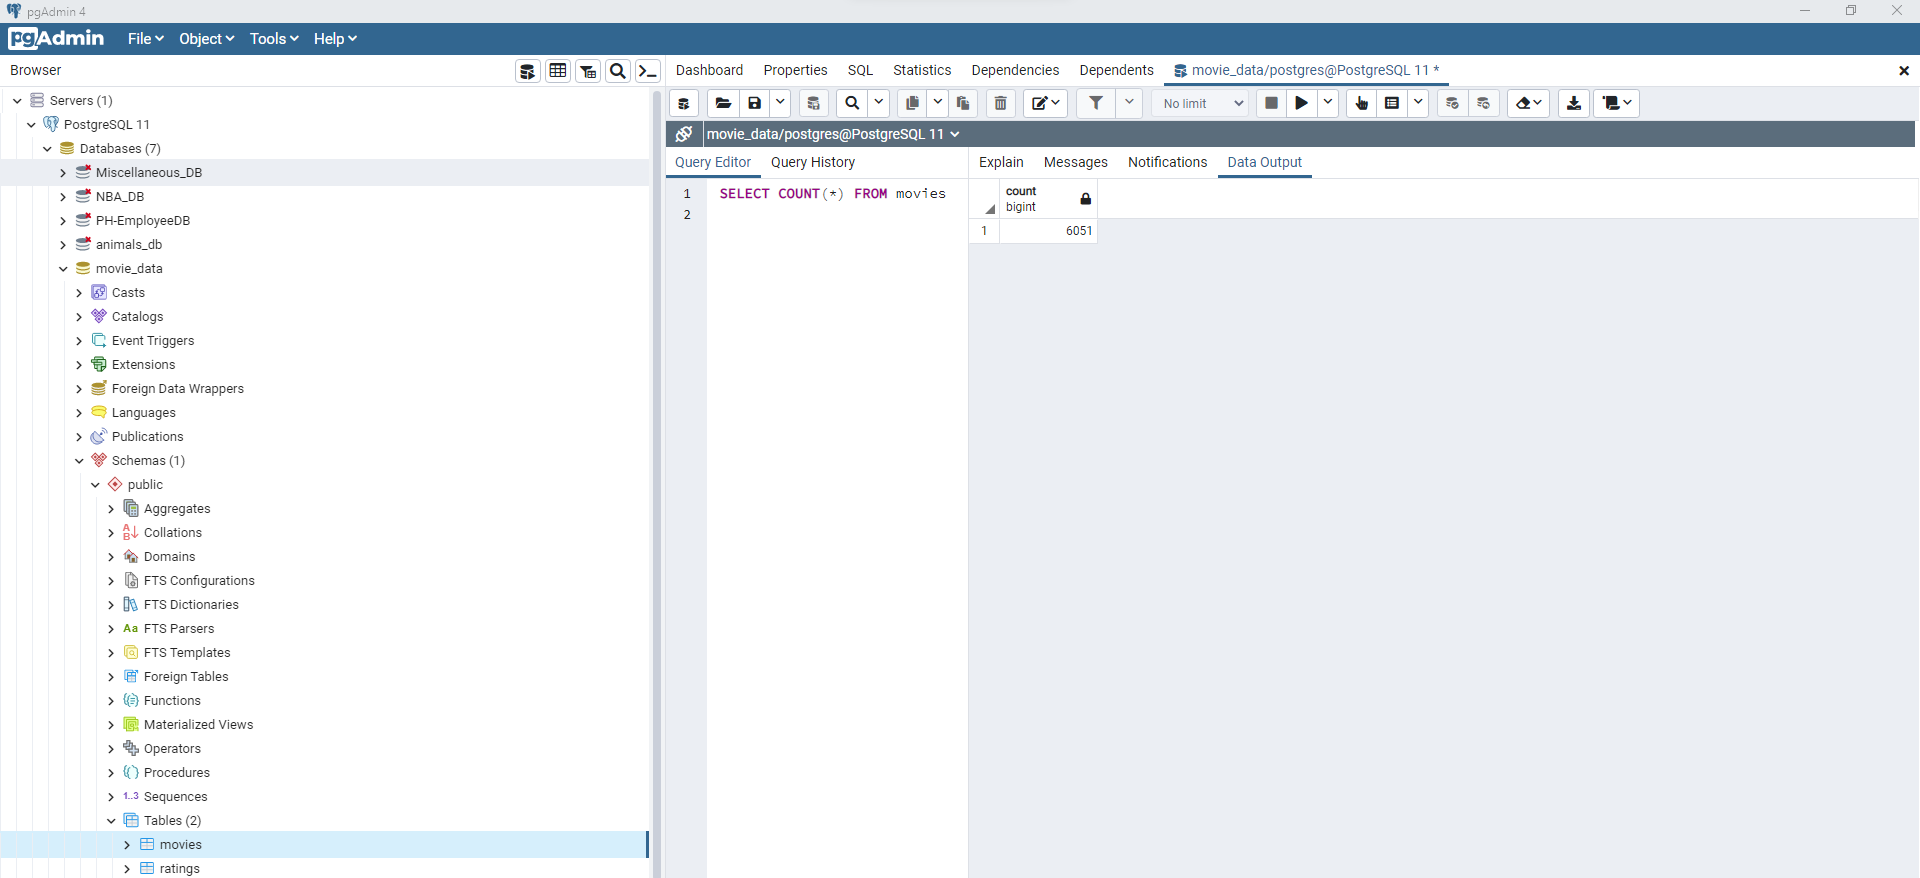 pgAdmin 4
pgAdmin File Object Tools Help
Browser
Servers (1)
PostgreSQL 11
Databases (7)
Miscellaneous_DB
NBA_DB
PH-EmployeeDB
animals_db
movie_data
Casts
Catalogs
Event Triggers
Extensions
Foreign Data Wrappers
Languages
Publications
Schemas (1)
public
Aggregates
Collations
Domains
FTS Configurations
FTS Dictionaries
Aa FTS Parsers
FTS Templates
Foreign Tables
Functions
Materialized Views
Operators
Procedures
1..3 Sequences
Tables (2)
movies
ratings
Dashboard Properties SQL Statistics Dependencies Dependents movie_data/postgres@PostgreSQL 11 *
No limit
movie_data/postgres@PostgreSQL 11
Query Editor Query History
1 SELECT COUNT(*) FROM movies
2
Explain Messages Notifications Data Output
count
bigint
1 6051